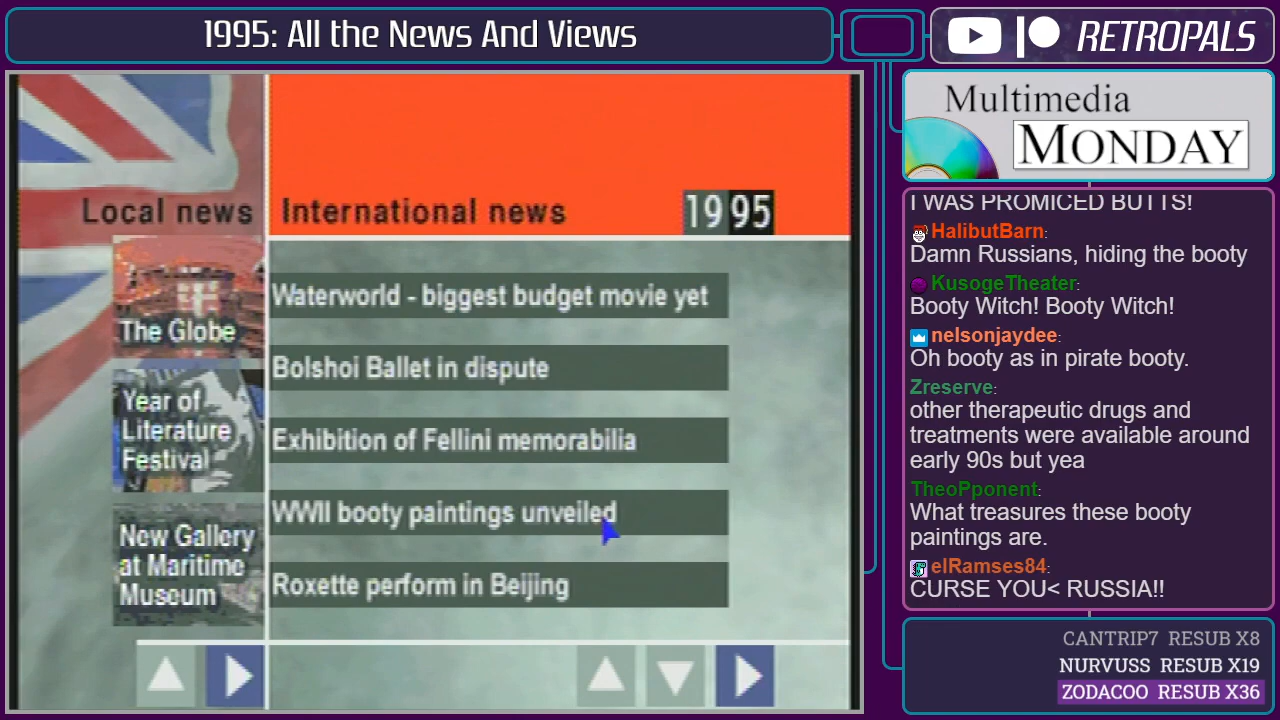 1995: All the News And Views
RETROPALS
Multimedia
MONDAY
Local news
International news
1995
The Globe
Year of
Literature
Festival
New Gallery
at Maritime
Museum
Waterworld - biggest budget movie yet
Bolshoi Ballet in dispute
Exhibition of Fellini memorabilia
WWII booty paintings unveiled
Roxette perform in Beijing
I WAS PROMICED BUTTS!
HalibutBarn:
Damn Russians, hiding the booty
KusogeTheater:
Booty Witch! Booty Witch!
nelsonjaydee:
Oh booty as in pirate booty.
Zreserve:
other therapeutic drugs and
treatments were available around
early 90s but yea
TheoPponent:
What treasures these booty
paintings are.
elRamses84:
CURSE YOU< RUSSIA!!
CANTRIP7 RESUB X8
NURVUSS RESUB X19
ZODACOO RESUB X36